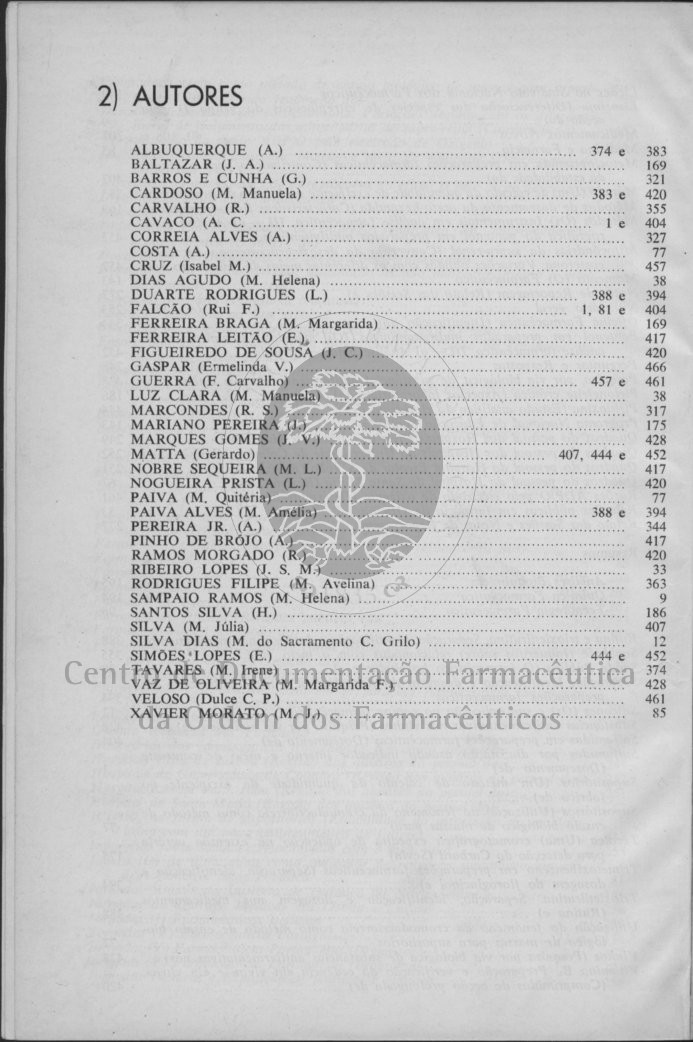 2) AUTORES
ALBUQUERQUE (A.) 374 e 383
BALTAZAR (J. A.) 169
BARROS E CUNHA (G.) 321
CARDOSO (M. Manuela) 383 e 420
CARVALHO (R.) 355
CAVACO (A. C. 1 e 404
CORREIA ALVES (A.) 327
COSTA (A.) 77
CRUZ (Isabel M.) 457
DIAS AGUDO (M. Helena) 38
DUARTE RODRIGUES (L.) 388 e 394
FALCÃO (Rui F.) 1, 81 e 404
FERREIRA BRAGA (M. Margarida) 169
FERREIRA LEITÃO (E.) 417
FIGUEIREDO DE SOUSA (J. C.) 420
GASPAR (Ermelinda V.) 466
GUERRA (F. Carvalho) 457 e 461
LUZ CLARA (M. Manuela) 38
MARCONDES (R. S.) 317
MARIANO PEREIRA (J.) 175
MARQUES GOMES (J. V.) 428
MATTA (Gerardo) 407, 444 e 452
NOBRE SEQUEIRA (M. L.) 417
NOGUEIRA PRISTA (L.) 420
PAIVA (M. Quitéria) 77
PAIVA ALVES (M. Amélia) 388 e 394
PEREIRA JR. (A.) 344
PINHO DE BRÓJO (A.) 417
RAMOS MORGADO (R.) 420
RIBEIRO LOPES (J. S. M.) 33
RODRIGUES FILIPE (M. Avelina) 363
SAMPAIO RAMOS (M. Helena) 9
SANTOS SILVA (H.) 186
SILVA (M. Júlia) 407
SILVA DIAS (M. do Sacramento C. Grilo) 12
SIMÕES LOPES (E.) 444 e 452
TAVARES (M. Irene) 374
VAZ DE OLIVEIRA (M. Margarida F.) 428
VELOSO (Dulce C. P.) 461
XAVIER MORATO (M. J.) 85
Centro de Documentação Farmacêutica
da Ordem dos Farmacêuticos